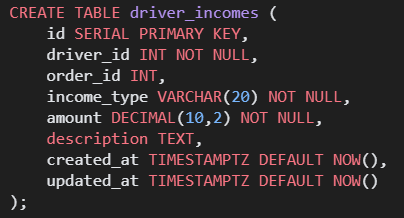 CREATE TABLE driver_incomes (
    id SERIAL PRIMARY KEY,
    driver_id INT NOT NULL,
    order_id INT,
    income_type VARCHAR(20) NOT NULL,
    amount DECIMAL(10,2) NOT NULL,
    description TEXT,
    created_at TIMESTAMPTZ DEFAULT NOW(),
    updated_at TIMESTAMPTZ DEFAULT NOW()
);